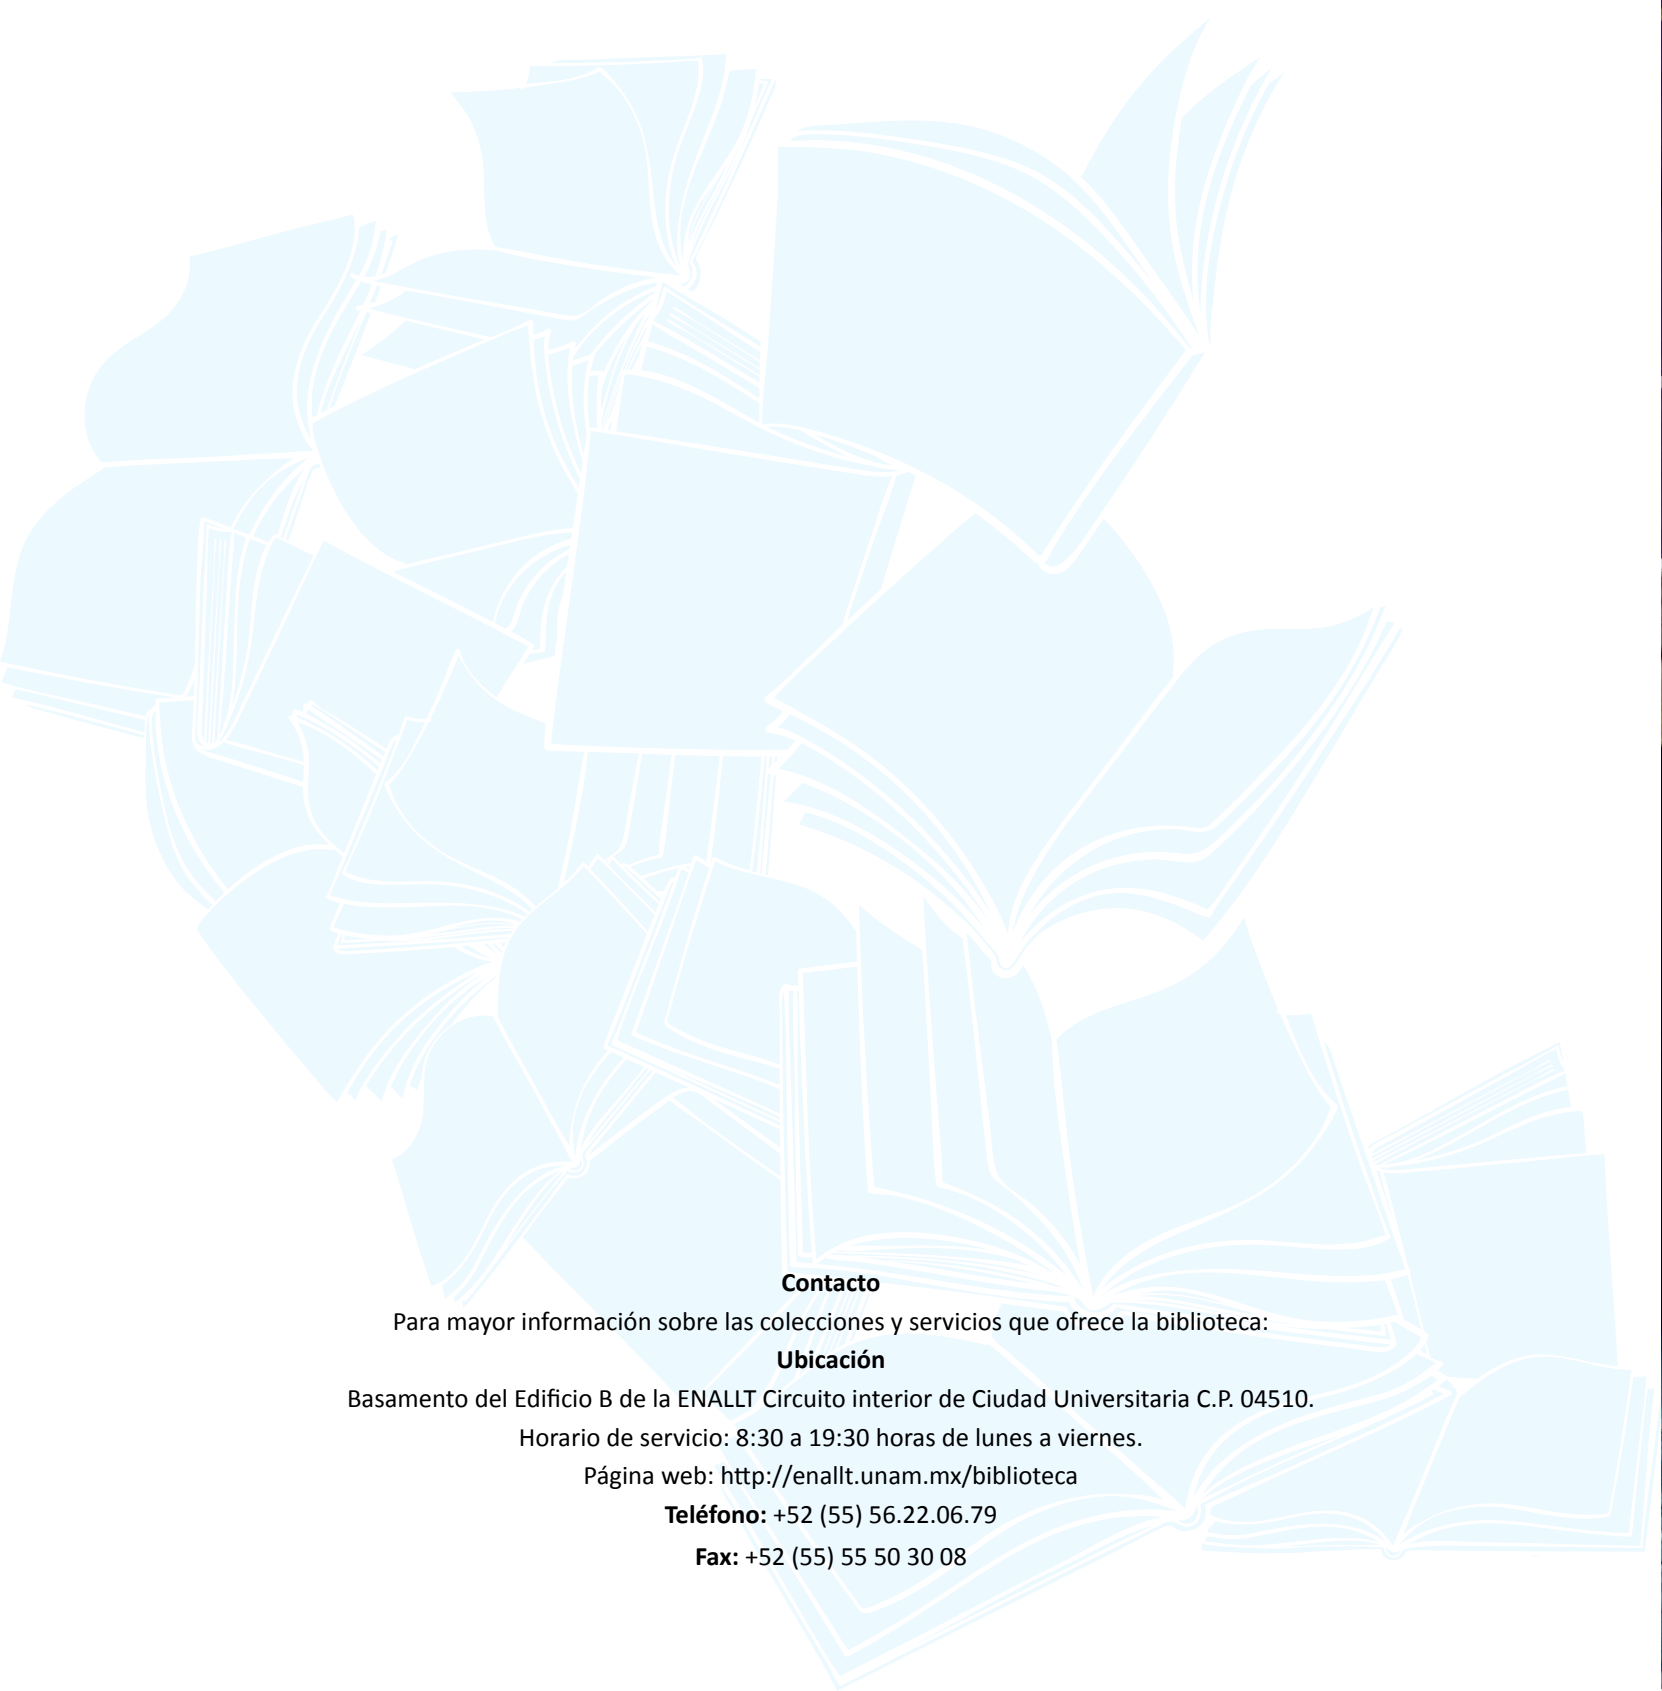 Contacto
Para mayor información sobre las colecciones y servicios que ofrece la biblioteca:
Ubicación
Basamento del Edificio B de la ENALLT Circuito interior de Ciudad Universitaria C.P. 04510.
Horario de servicio: 8:30 a 19:30 horas de lunes a viernes.
Página web: http://enallt.unam.mx/biblioteca
Teléfono: +52 (55) 56.22.06.79
Fax: +52 (55) 55 50 30 08